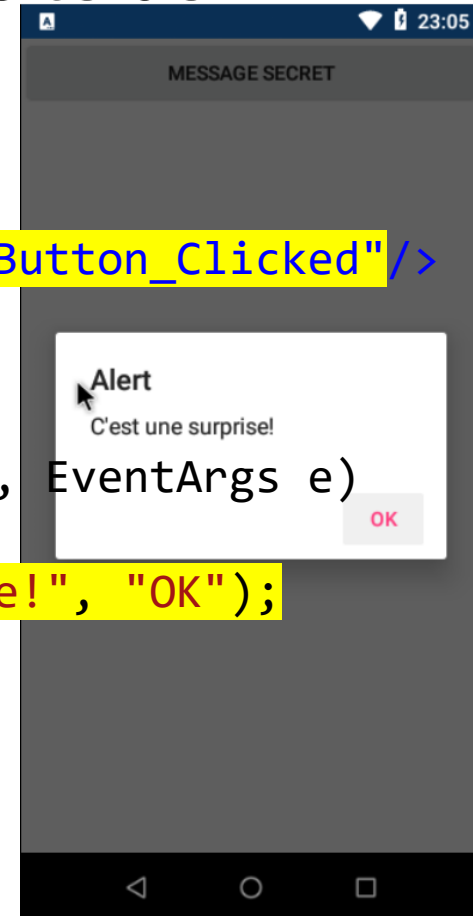 23:05
MESSAGE SECRET
Button_Clicked"/>
Alert
C'est une surprise!
, EventArgs e)
OK
e!", "OK");